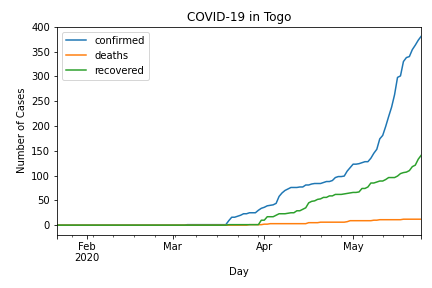 COVID-19 in Togo
400
350
300
250
200
150
100
50
0
Number of Cases
confirmed
deaths
recovered
Feb
2020
Mar
Apr
May
Day